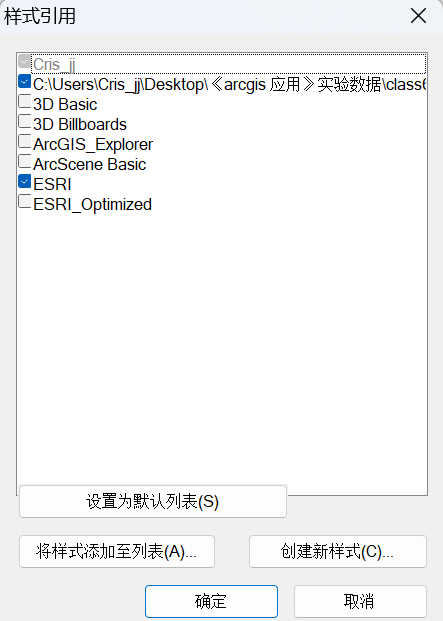 样式引用
Cris_jj
C:\Users\Cris_jj\Desktop\《arcgis 应用》实验数据\class6
3D Basic
3D Billboards
ArcGIS_Explorer
ArcScene Basic
ESRI
ESRI_Optimized
设置为默认列表(S)
将样式添加至列表(A)...
创建新样式(C)...
确定
取消